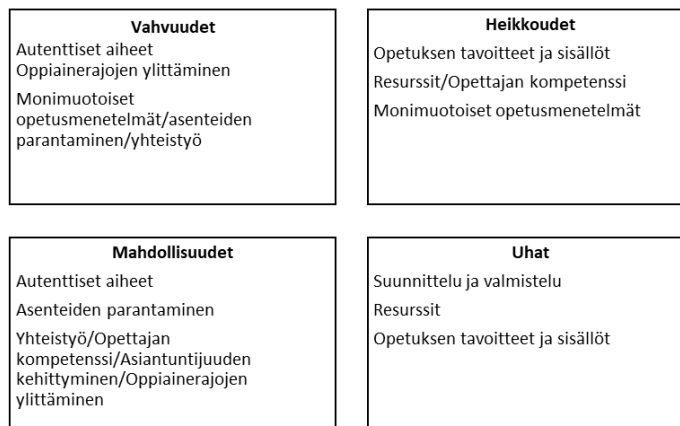 Vahvuudet
Autenttiset aiheet
Oppiainerajojen ylittäminen
Monimuotoiset
opetusmenetelmät/asenteiden
parantaminen/yhteistyö
Heikkoudet
Opetuksen tavoitteet ja sisällöt
Resurssit/Opettajan kompetenssi
Monimuotoiset opetusmenetelmät
Mahdollisuudet
Autenttiset aiheet
Asenteiden parantaminen
Yhteistyö/Opettajan
kompetenssi/Asiantuntijuuden
kehittyminen/Oppiainerajojen
ylittäminen
Uhat
Suunnittelu ja valmistelu
Resurssit
Opetuksen tavoitteet ja sisällöt